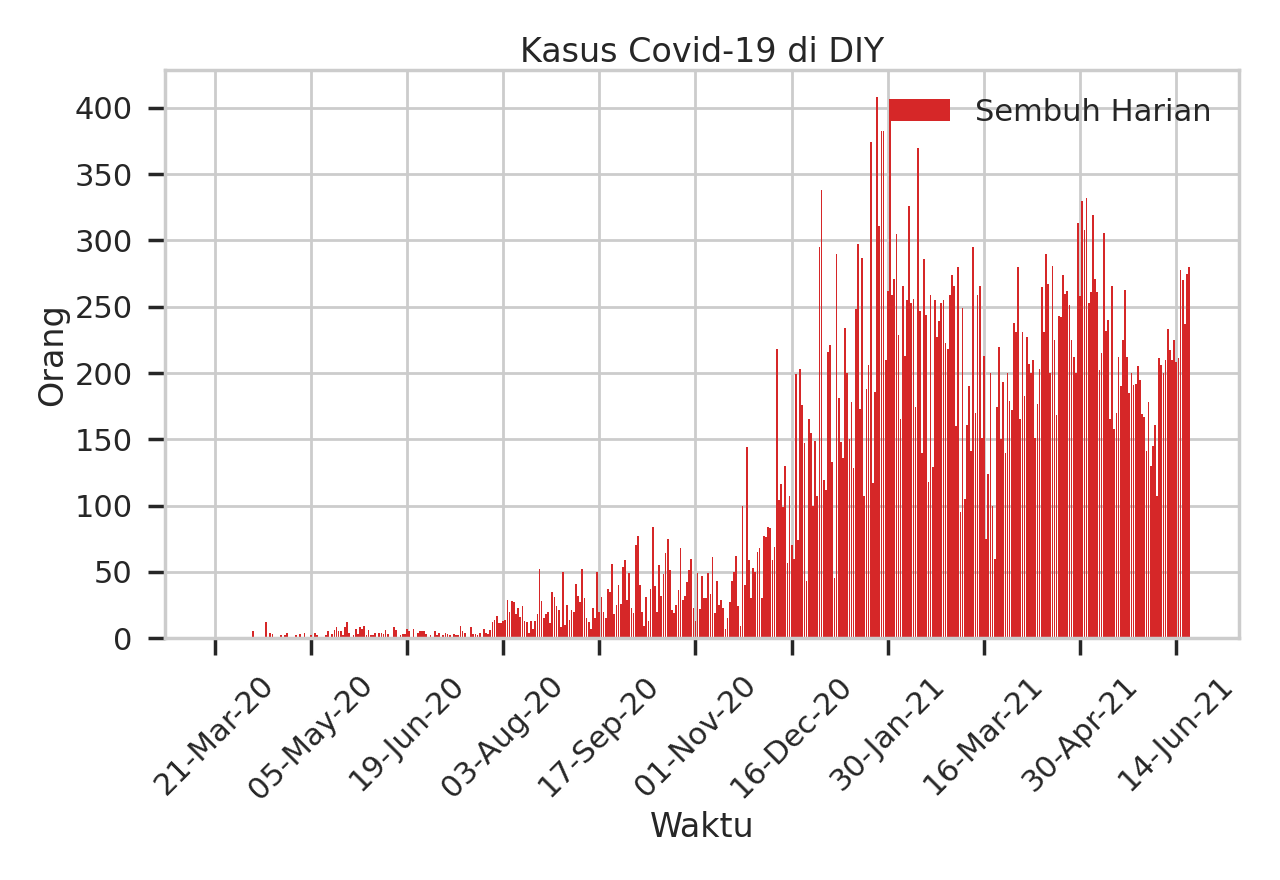 Kasus Covid-19 di DIY
Sembuh Harian
400
350
300
250
200
150
100
50
0
Orang
21-Mar-20
05-May-20
19-Jun-20
03-Aug-20
17-Sep-20
01-Nov-20
16-Dec-20
30-Jan-21
16-Mar-21
30-Apr-21
14-Jun-21
Waktu